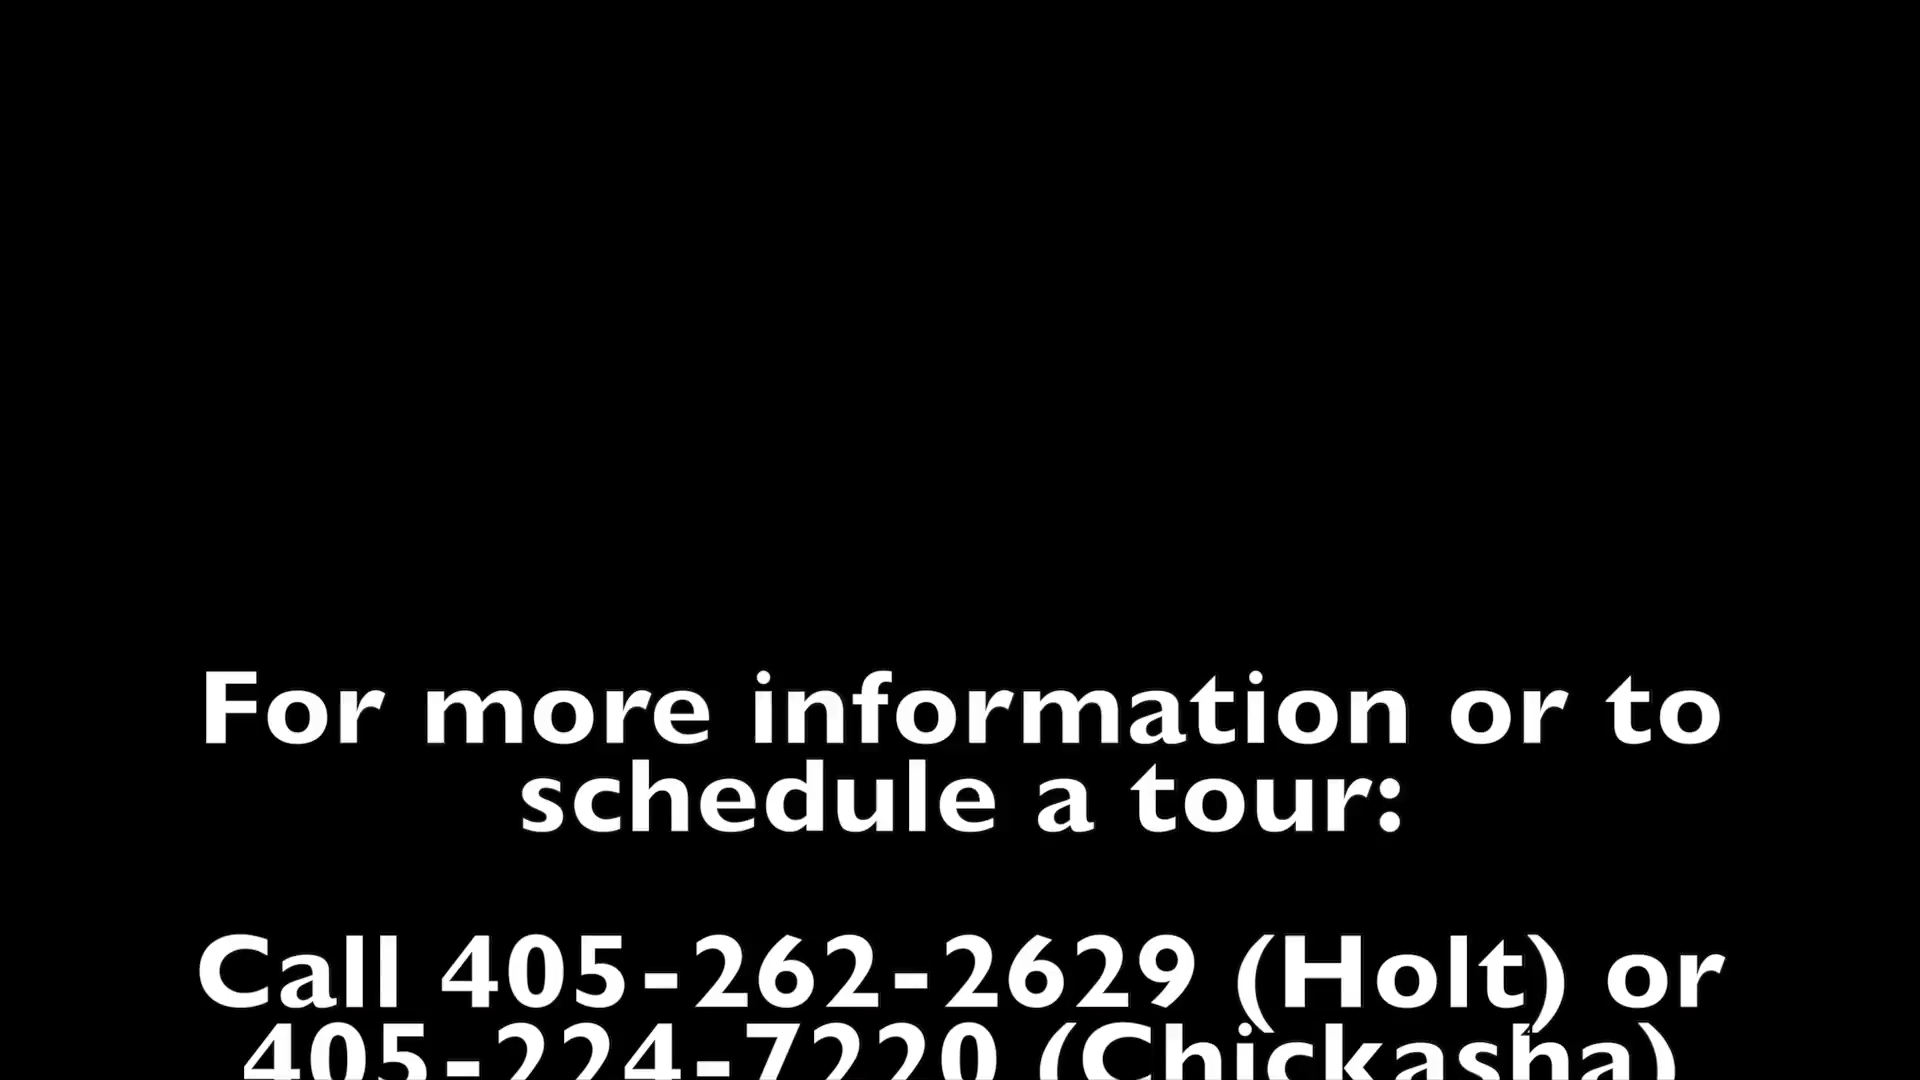 For more information or to
schedule a tour:
Call 405-262-2629 (Holt) or
405-224-7220 (Chickasha)